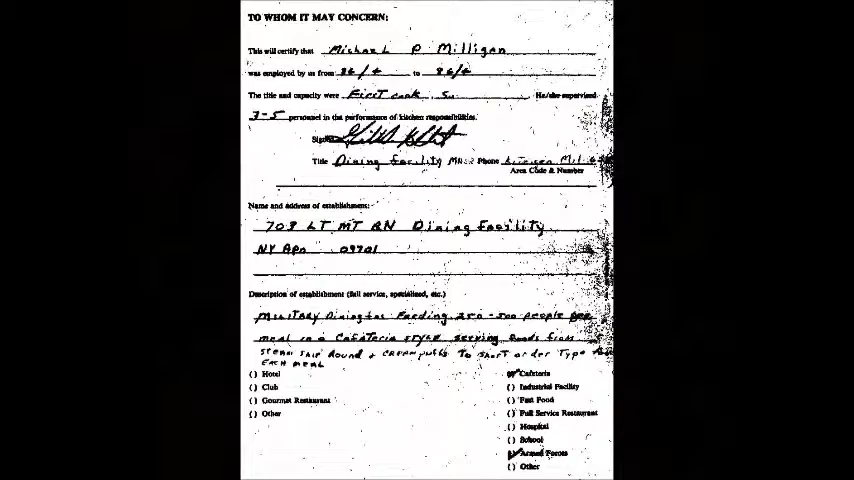 TO WHOM IT MAY CONCERN:
This will certify that Michael P Milligan
was employed by us from 84/4 to 86/4
The title and capacity were First cook He/she supervised
3-5 personnel in the performance of kitchen responsibilities.
Signed
Title Dining Facility Phone
Area Code & Number
Name and address of establishment:
708 LT MT BN Dining Facility
NY Apo 09701
Description of establishment (full service, specialized, etc.)
Military Dining Feeding 250-500 people per
meal in a Cafeteria style serving foods from
steam ship Round & cream puffs To short order Type
EACH MEAL
( ) Hotel
( ) Club
( ) Gourmet Restaurant
( ) Other
(✓) Cafeteria
( ) Industrial Facility
( ) Fast Food
( ) Full Service Restaurant
( ) Hospital
( ) School
(✓) Armed Forces
( ) Other